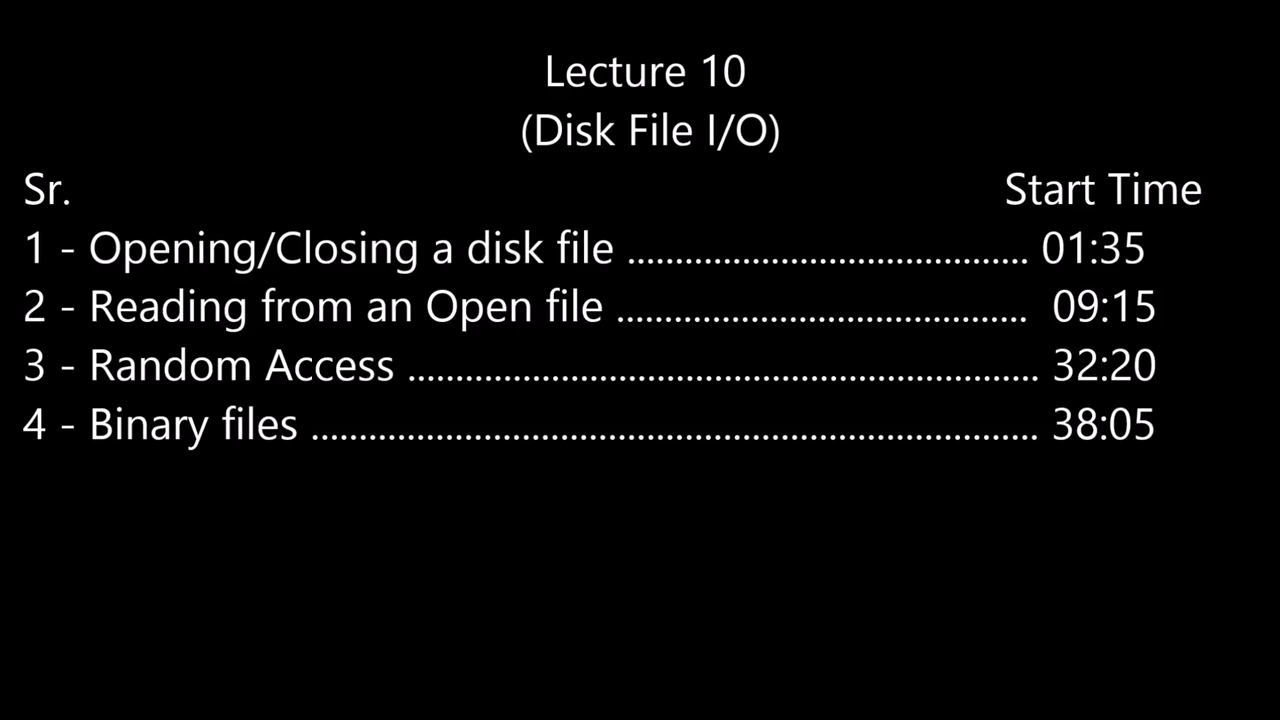 Lecture 10
(Disk File I/O)
Sr. Start Time
1 - Opening/Closing a disk file .......................................... 01:35
2 - Reading from an Open file ........................................... 09:15
3 - Random Access ................................................................. 32:20
4 - Binary files ............................................................................ 38:05